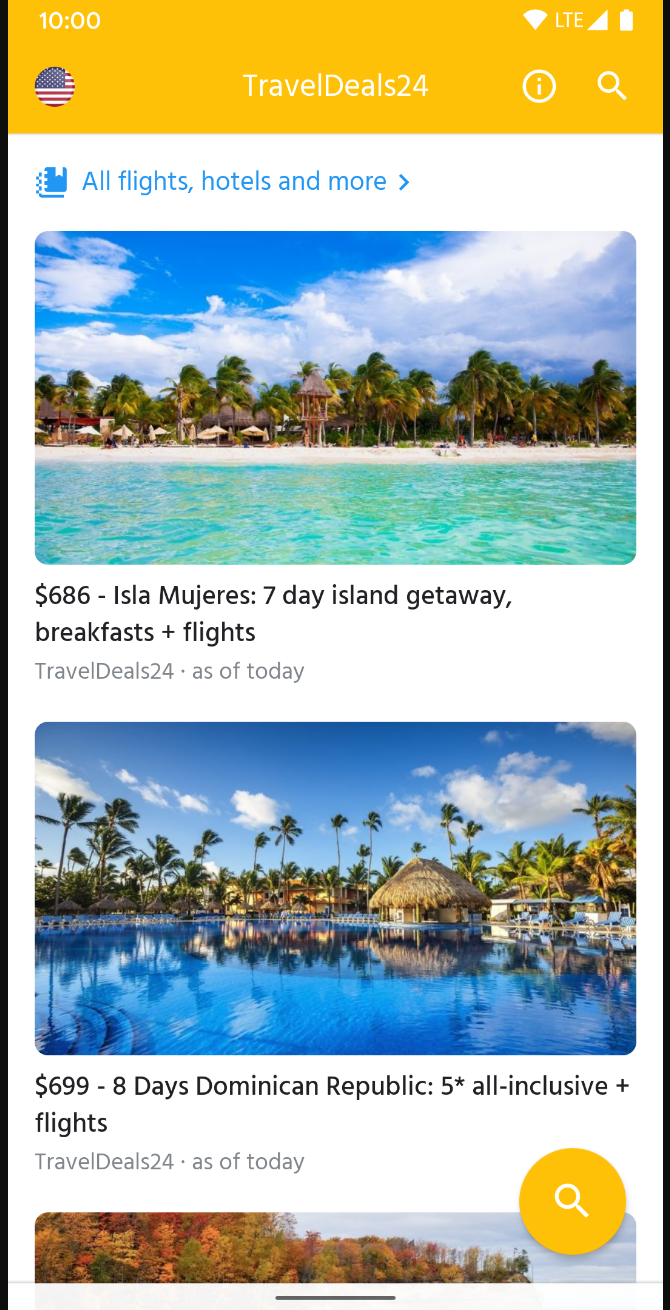 10:00
LTE
TravelDeals24
All flights, hotels and more
$686 - Isla Mujeres: 7 day island getaway,
breakfasts + flights
TravelDeals24 · as of today
$699 - 8 Days Dominican Republic: 5* all-inclusive +
flights
TravelDeals24 · as of today